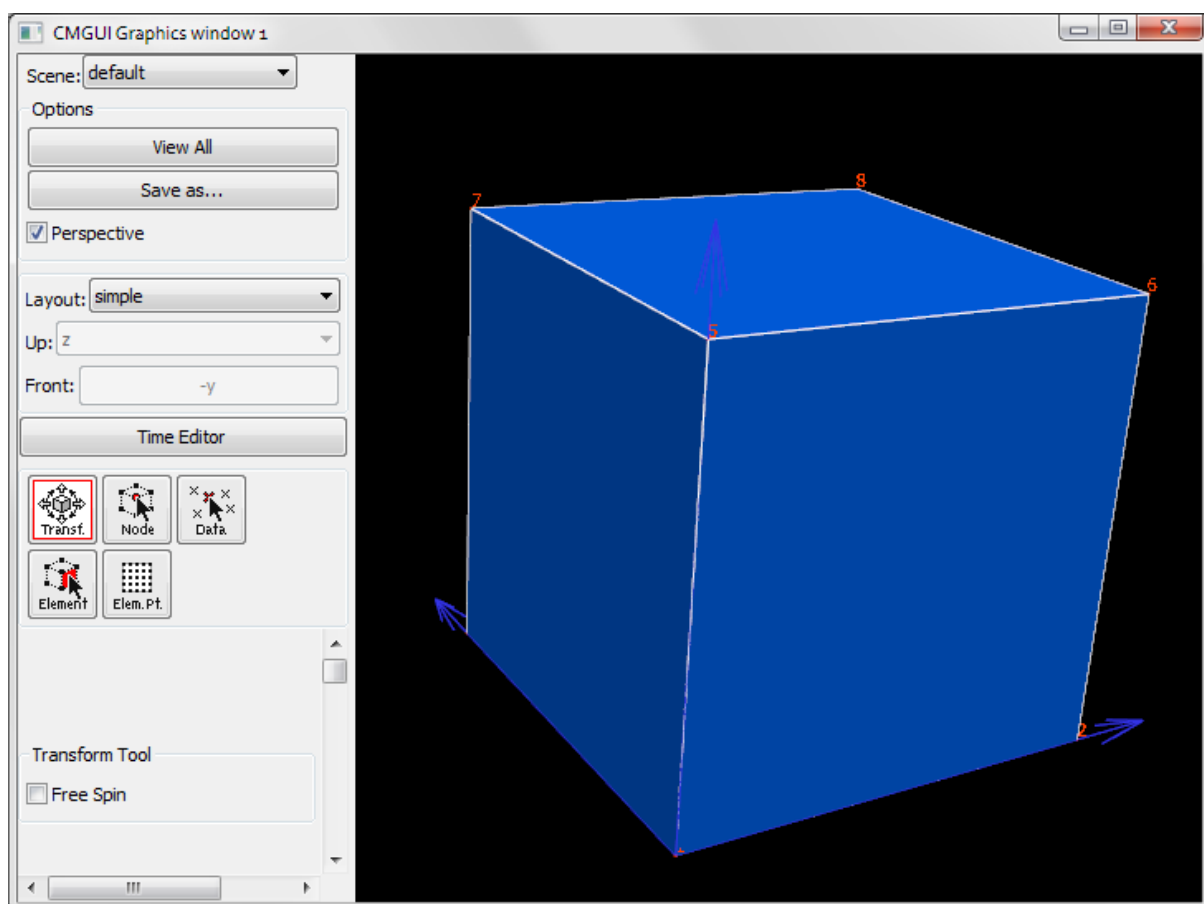 CMGUI Graphics window 1
Scene: default
Options
View All
Save as...
Perspective
Layout: simple
Up: z
Front: -y
Time Editor
Transf. Node Data
Element Elem.Pt.
Transform Tool
Free Spin
7
8
6
5
2